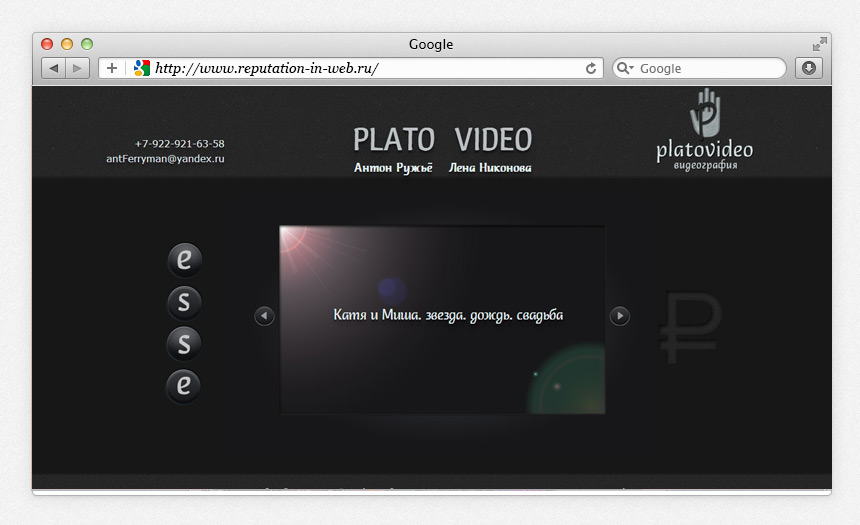 Google
http://www.reputation-in-web.ru/
Google
+7-922-921-63-58
antFerryman@yandex.ru
PLATO VIDEO
Антон Ружьё Лена Никонова
platovideo
видеография
e
s
s
e
Катя и Миша. звезда. дождь. свадьба
₽